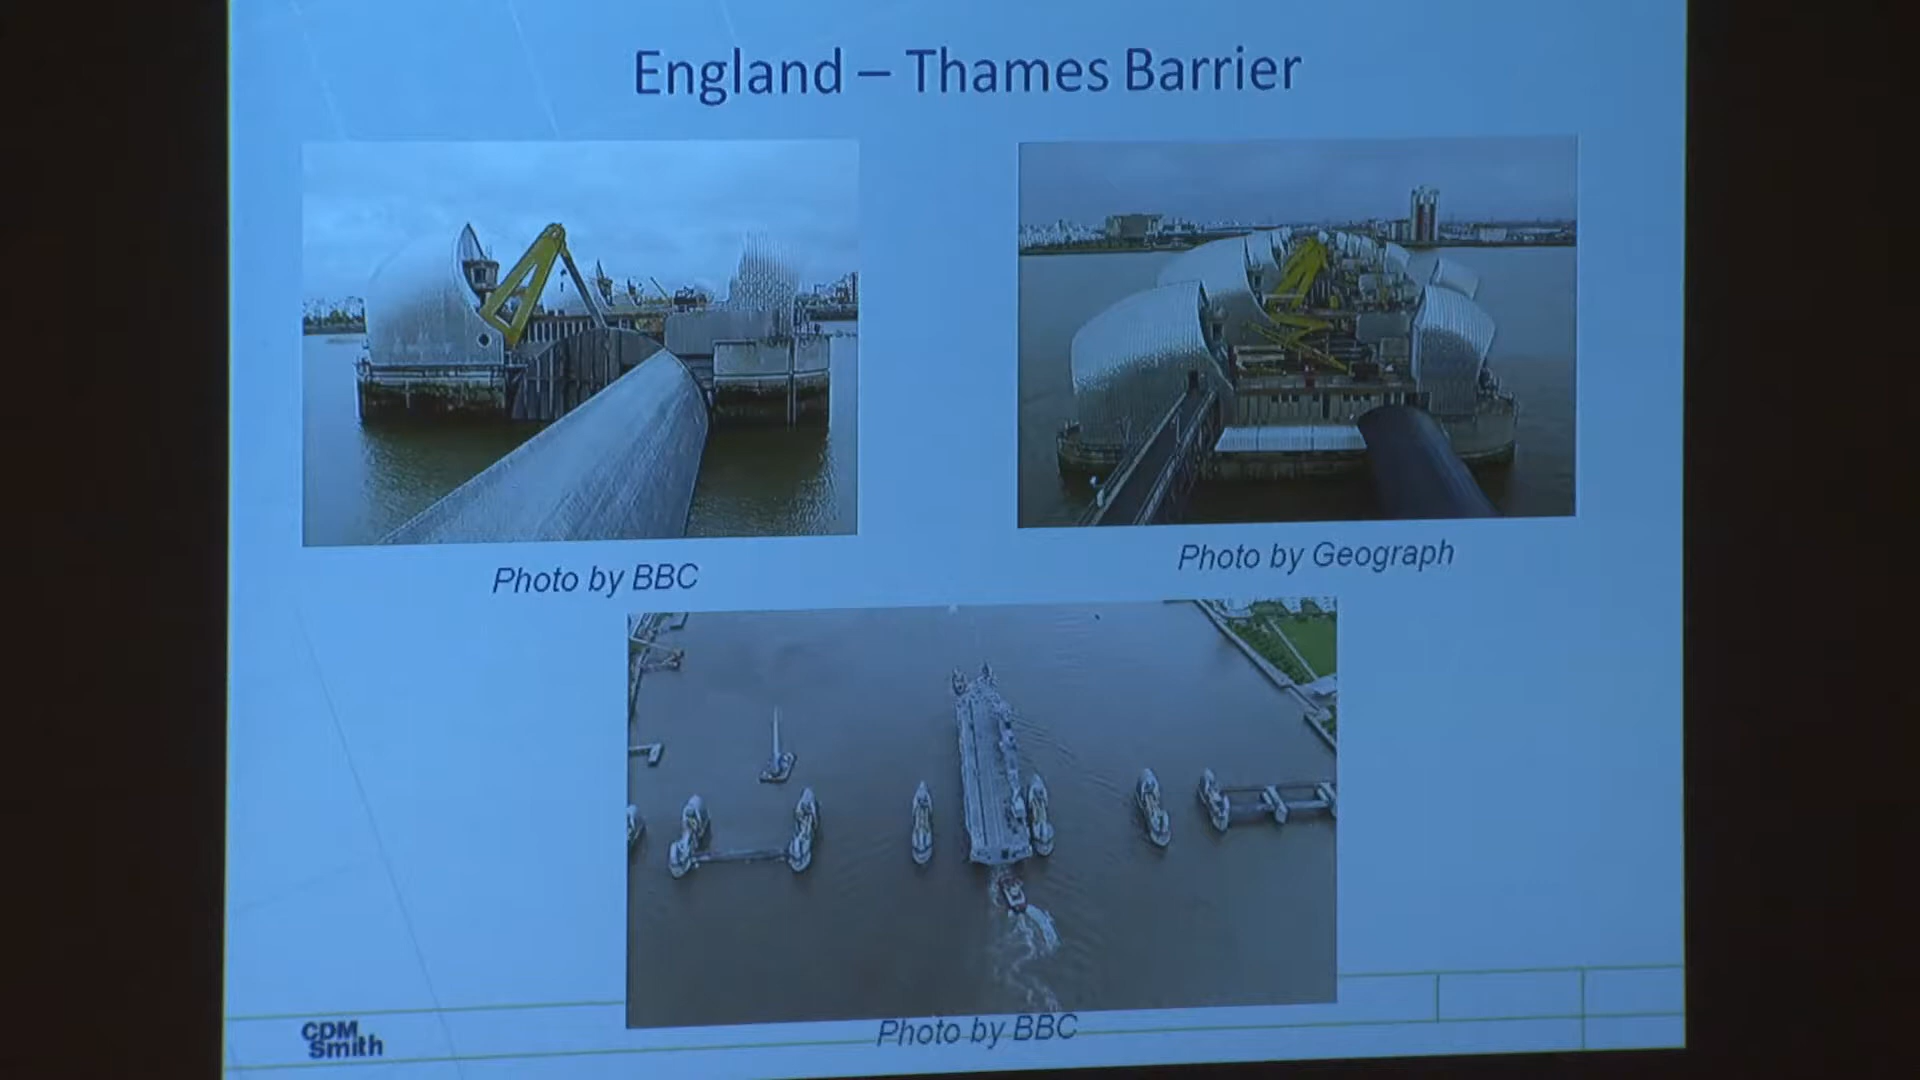 England – Thames Barrier
Photo by BBC
Photo by Geograph
Photo by BBC
CDM
Smith